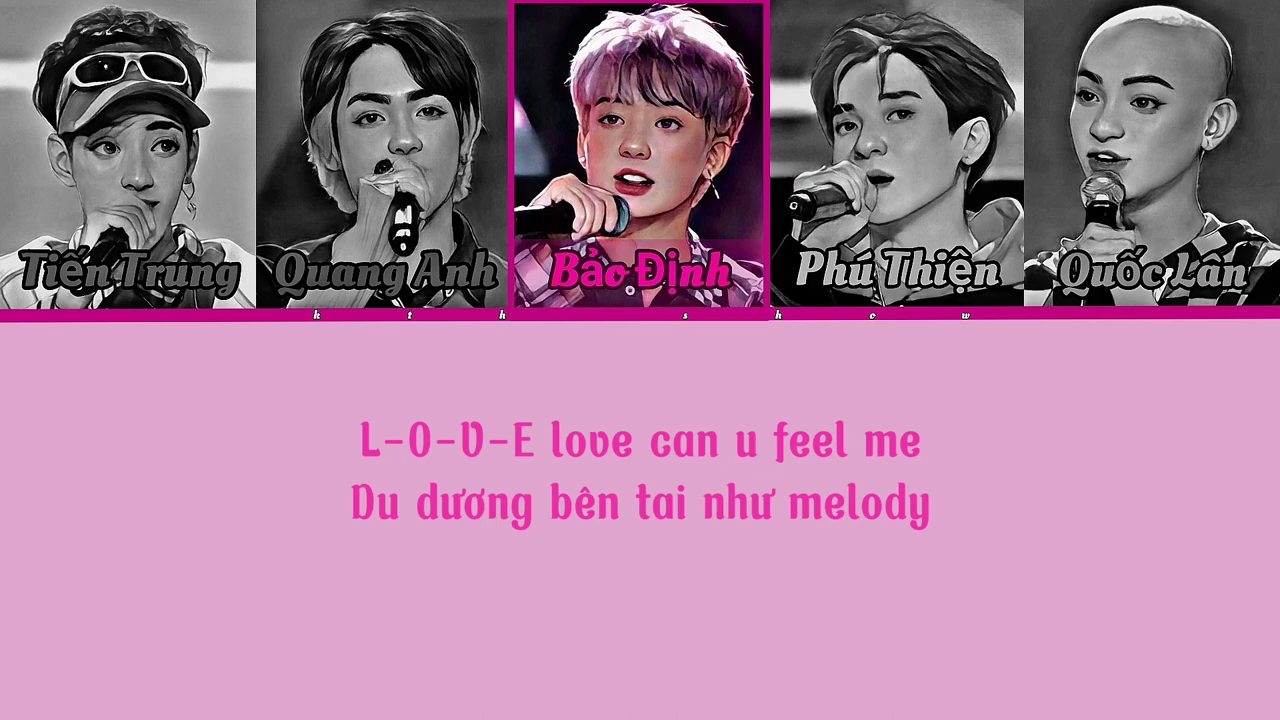 Tiến Trung
Quang Anh
Bảo Định
Phú Thiện
Quốc Lân
k t h s h c w
L-O-V-E love can u feel me
Du dương bên tai như melody